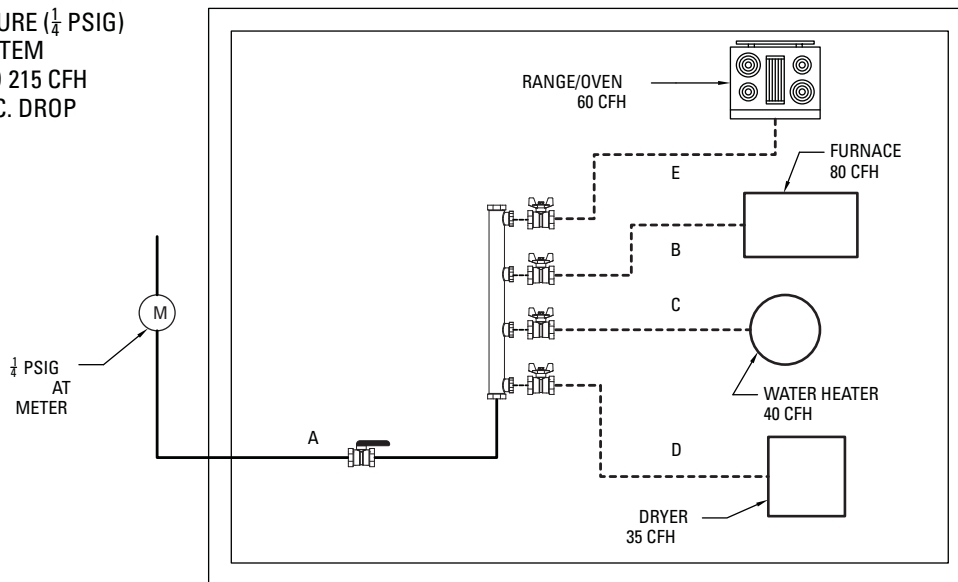 URE (1/4 PSIG)
TEM
215 CFH
C. DROP
RANGE/OVEN
60 CFH
E
FURNACE
80 CFH
B
C
M
1/4 PSIG
AT
METER
WATER HEATER
40 CFH
A
D
DRYER
35 CFH